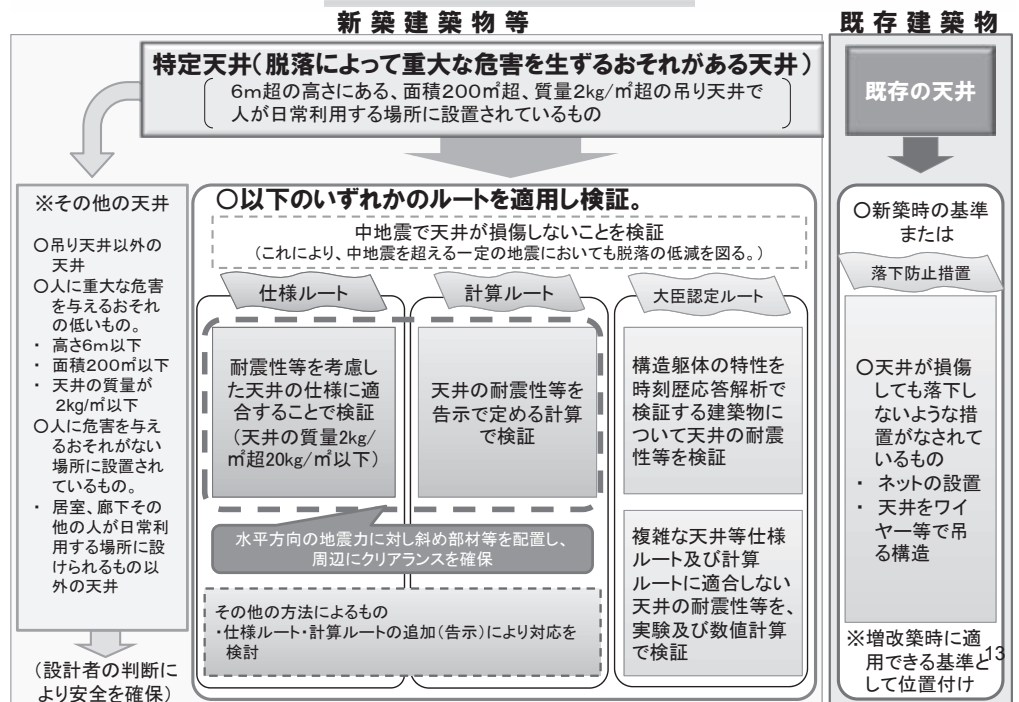 新築建築物等
既存建築物
特定天井(脱落によって重大な危害を生ずるおそれがある天井)
6m超の高さにある、面積200㎡超、質量2kg/㎡超の吊り天井で
人が日常利用する場所に設置されているもの
既存の天井
※その他の天井
○吊り天井以外の
天井
○人に重大な危害
を与えるおそれ
の低いもの。
・ 高さ6m以下
・ 面積200㎡以下
・ 天井の質量が
2kg/㎡以下
○人に危害を与え
るおそれがない
場所に設置され
ているもの。
・ 居室、廊下その
他の人が日常利
用する場所に設
けられるもの以
外の天井
(設計者の判断に
より安全を確保)
○以下のいずれかのルートを適用し検証。
中地震で天井が損傷しないことを検証
(これにより、中地震を超える一定の地震においても脱落の低減を図る。)
仕様ルート
計算ルート
大臣認定ルート
耐震性等を考慮し
た天井の仕様に適
合することで検証
(天井の質量2kg/
㎡超20kg/㎡以下)
天井の耐震性等を
告示で定める計算
で検証
構造躯体の特性を
時刻歴応答解析で
検証する建築物に
ついて天井の耐震
性等を検証
水平方向の地震力に対し斜め部材等を配置し、
周辺にクリアランスを確保
その他の方法によるもの
・仕様ルート・計算ルートの追加(告示)により対応を
検討
複雑な天井等仕様
ルート及び計算
ルートに適合しない
天井の耐震性等を、
実験及び数値計算
で検証
○新築時の基準
または
落下防止措置
○天井が損傷
しても落下し
ないような措
置がなされて
いるもの
・ ネットの設置
・ 天井をワイ
ヤー等で吊
る構造
※増改築時に適
用できる基準と
して位置付け
13